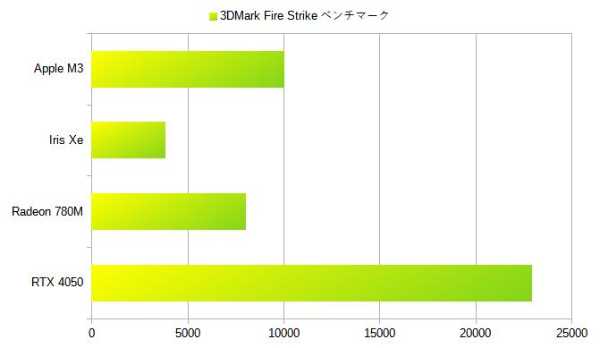 3DMark Fire Strike ベンチマーク
Apple M3
Iris Xe
Radeon 780M
RTX 4050
0 5000 10000 15000 20000 25000